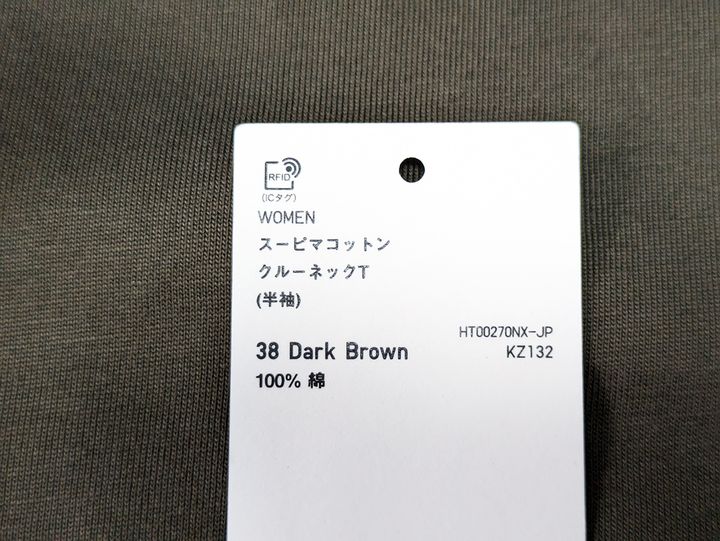 RFID
(ICタグ)
WOMEN
スーピマコットン
クルーネックT
(半袖)
HT00270NX-JP
38 Dark Brown
KZ132
100% 綿